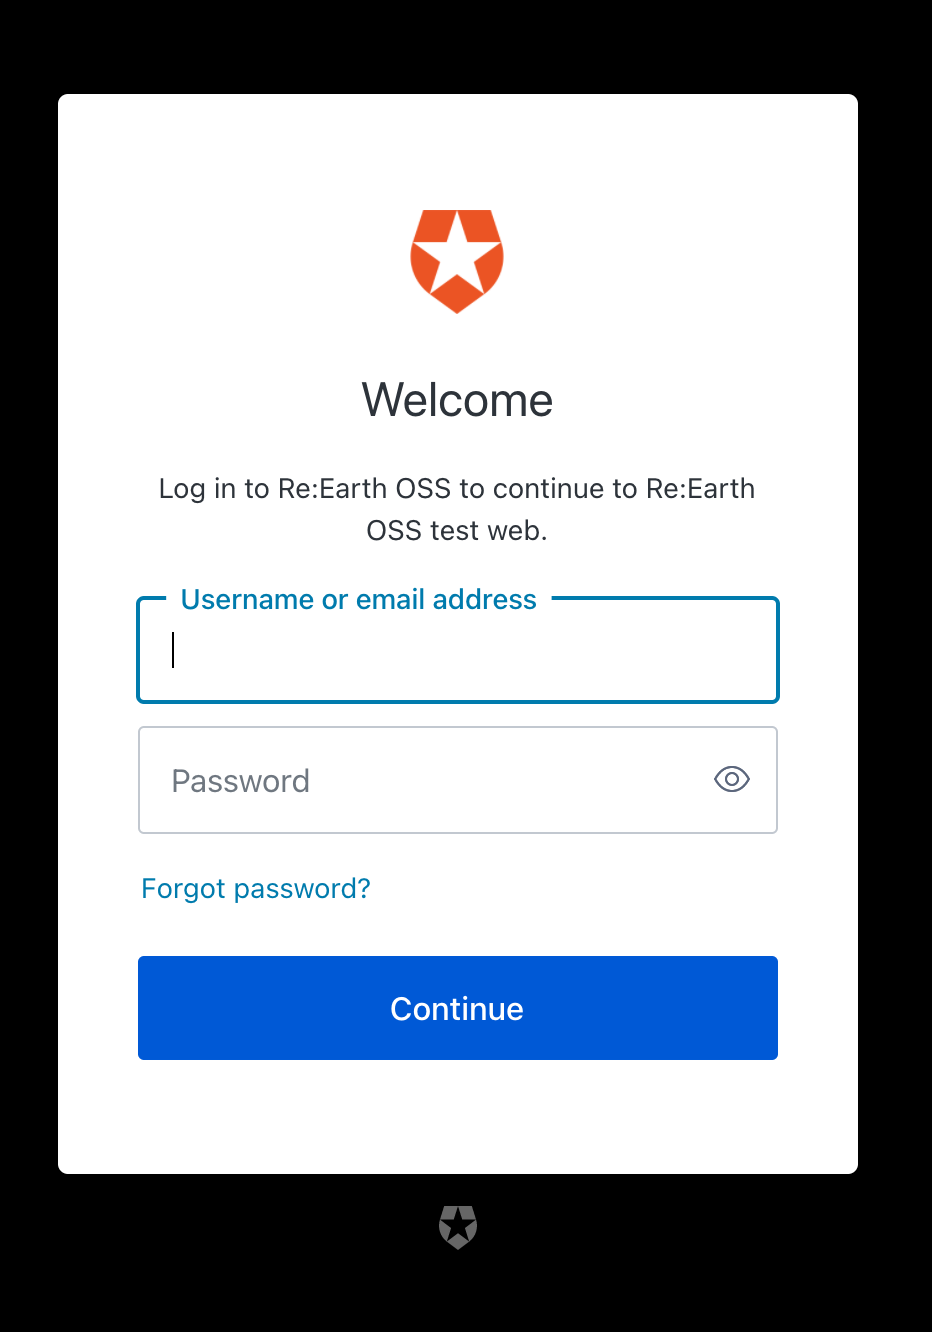 Welcome
Log in to Re:Earth OSS to continue to Re:Earth
OSS test web.
Username or email address
Password
Forgot password?
Continue